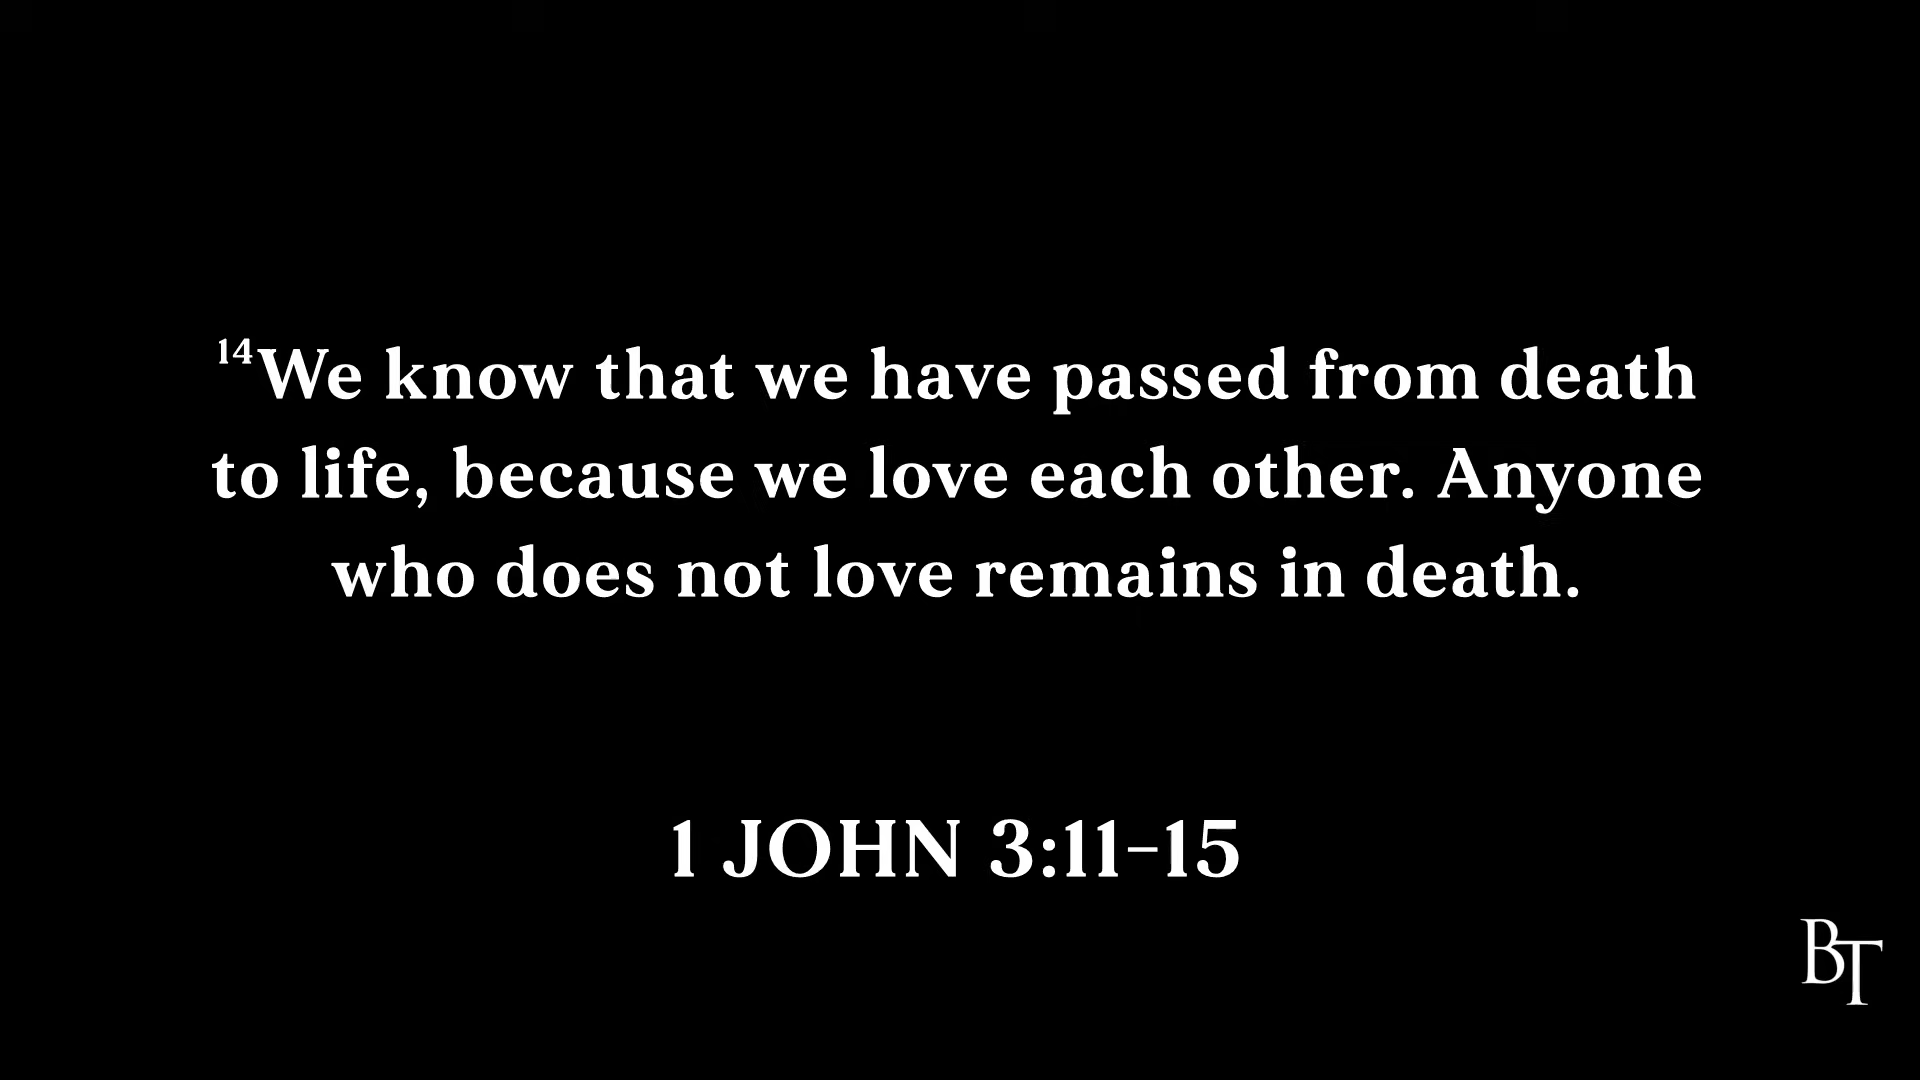 ¹⁴We know that we have passed from death
to life, because we love each other. Anyone
who does not love remains in death.
1 JOHN 3:11–15
BT